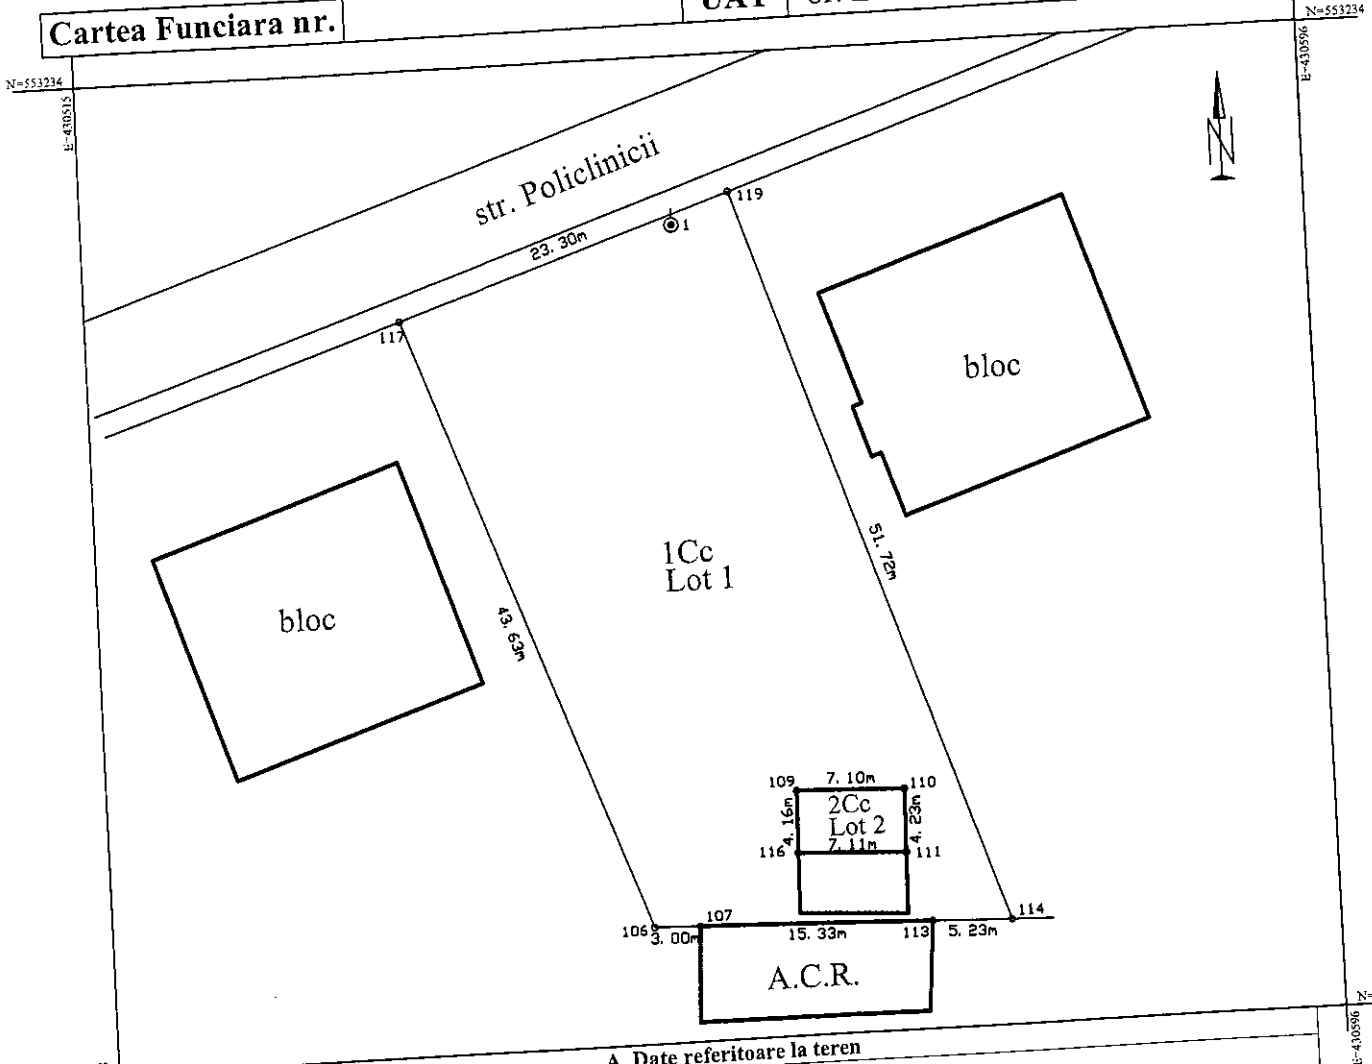 Cartea Funciara nr.
UAT
N=553234
E=430515
N=553234
E=430596
N
str. Policlinicii
23.30m
119
1
117
bloc
bloc
1Cc
Lot 1
51.72m
43.63m
109
7.10m
110
4.16m
2Cc
Lot 2
4.23m
116
7.11m
111
106
3.00m
107
15.33m
113
5.23m
114
A.C.R.
N=
E=430596
A. Date referitoare la teren